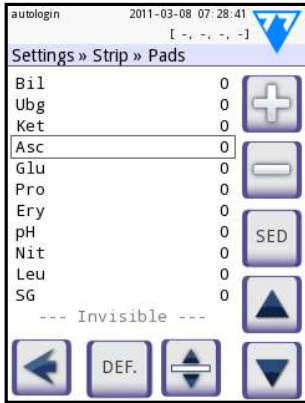 autologin 2011-03-08 07:28:41
[ -, -, -, -]
Settings » Strip » Pads
Bil 0
Ubg 0
Ket 0
Asc 0
Glu 0
Pro 0
Ery 0
pH 0
Nit 0
Leu 0
SG 0
--- Invisible ---
SED
DEF.